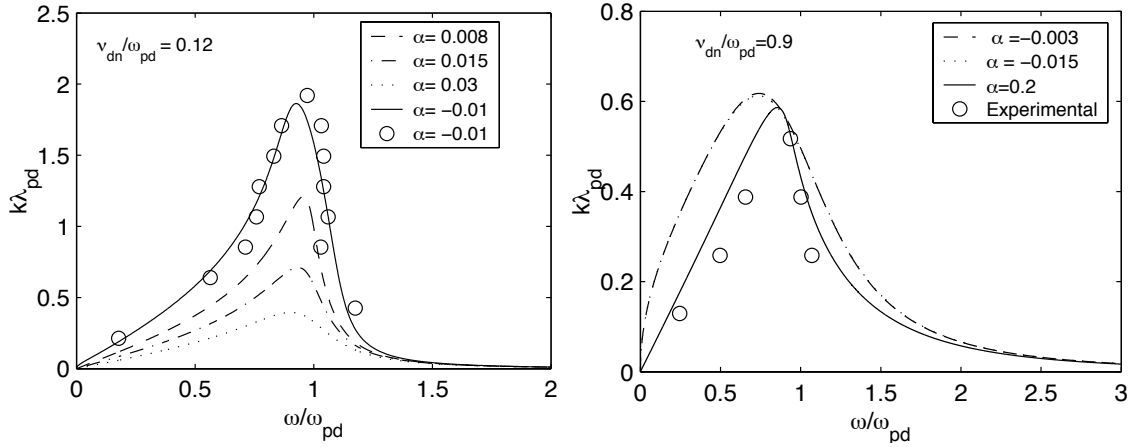 ν_dn/ω_pd = 0.12
α= 0.008
α= 0.015
α= 0.03
α= −0.01
α= −0.01
kλ_pd
2.5
2
1.5
1
0.5
0
0 0.5 1 1.5 2
ω/ω_pd
ν_dn/ω_pd=0.9
α =−0.003
α = −0.015
α=0.2
Experimental
kλ_pd
0.8
0.6
0.4
0.2
0
0 0.5 1 1.5 2 2.5 3
ω/ω_pd